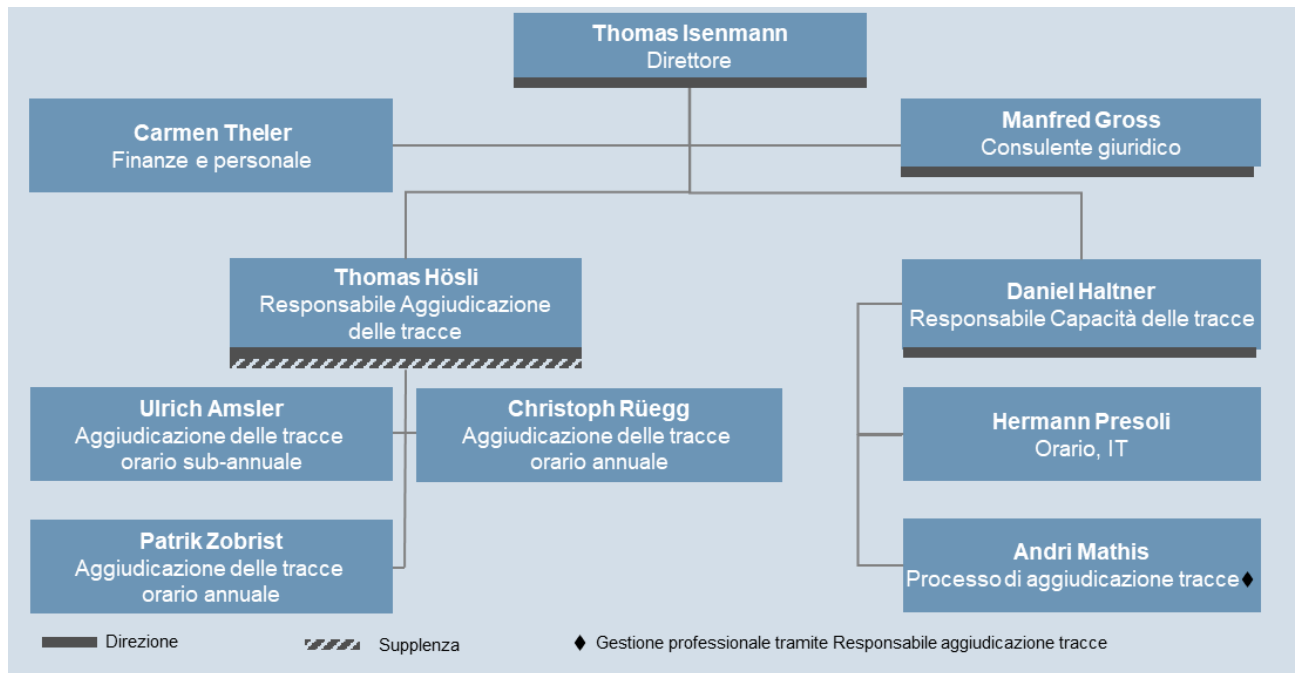 Thomas Isenmann
Direttore
Carmen Theler
Finanze e personale
Manfred Gross
Consulente giuridico
Thomas Hösli
Responsabile Aggiudicazione
delle tracce
Daniel Haltner
Responsabile Capacità delle tracce
Ulrich Amsler
Aggiudicazione delle tracce
orario sub-annuale
Christoph Rüegg
Aggiudicazione delle tracce
orario annuale
Hermann Presoli
Orario, IT
Patrik Zobrist
Aggiudicazione delle tracce
orario annuale
Andri Mathis
Processo di aggiudicazione tracce♦
Direzione
Supplenza
♦ Gestione professionale tramite Responsabile aggiudicazione tracce